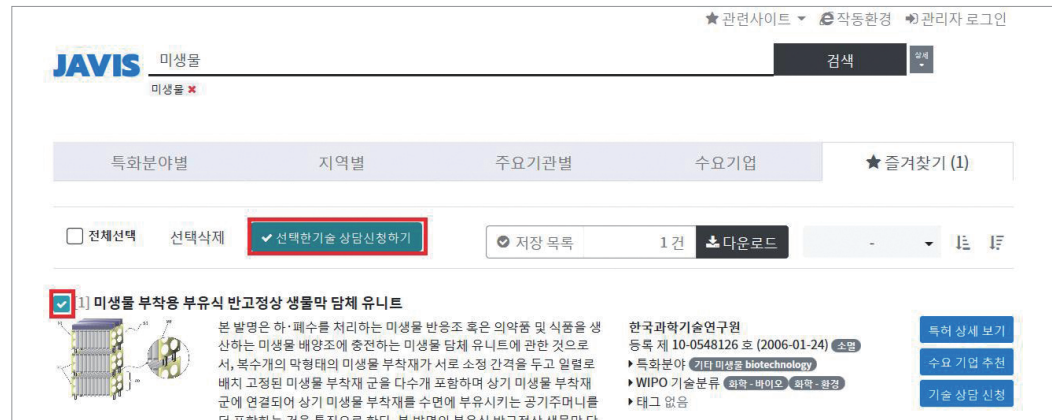 ★ 관련사이트 작동환경 관리자 로그인
JAVIS 미생물 검색 상세
미생물 ×
특화분야별 지역별 주요기관별 수요기업 ★ 즐겨찾기 (1)
전체선택 선택삭제 ✔ 선택한기술 상담신청하기 저장 목록 1 건 다운로드 -
[1] 미생물 부착용 부유식 반고정상 생물막 담체 유니트
본 발명은 하·폐수를 처리하는 미생물 반응조 혹은 의약품 및 식품을 생
산하는 미생물 배양조에 충전하는 미생물 담체 유니트에 관한 것으로
서, 복수개의 막형태의 미생물 부착재가 서로 소정 간격을 두고 일렬로
배치 고정된 미생물 부착재 군을 다수개 포함하며 상기 미생물 부착재
군에 연결되어 상기 미생물 부착재를 수면에 부유시키는 공기주머니를
한국과학기술연구원
등록 제 10-0548126 호 (2006-01-24) 소멸
특화분야 기타 미생물 biotechnology
WIPO 기술분류 화학 - 바이오 화학 - 환경
태그 없음
특허 상세 보기
수요 기업 추천
기술 상담 신청